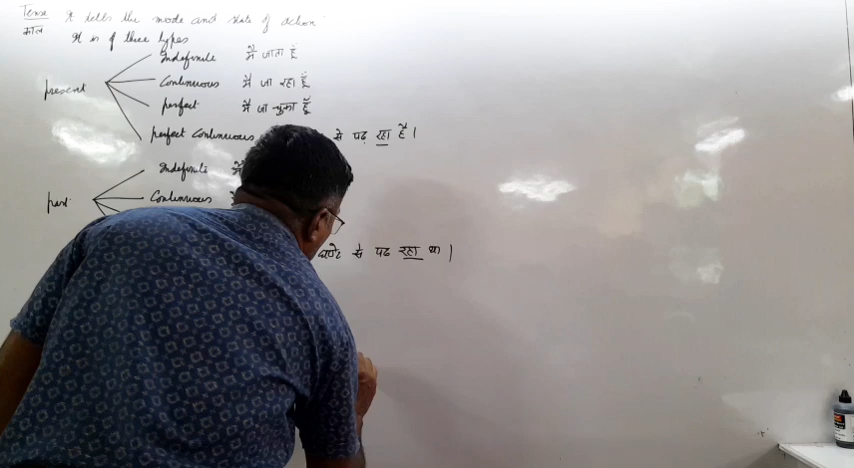 Tense It tells the mode and state of action.
काल It is of three types
Indefinite मैं जाता हूँ
present Continuous मैं जा रहा हूँ
perfect मैं जा चुका हूँ
perfect Continuous से पढ़ रहा हूँ।
Indefinite मैं
past Continuous
घण्टे से पढ रहा था।